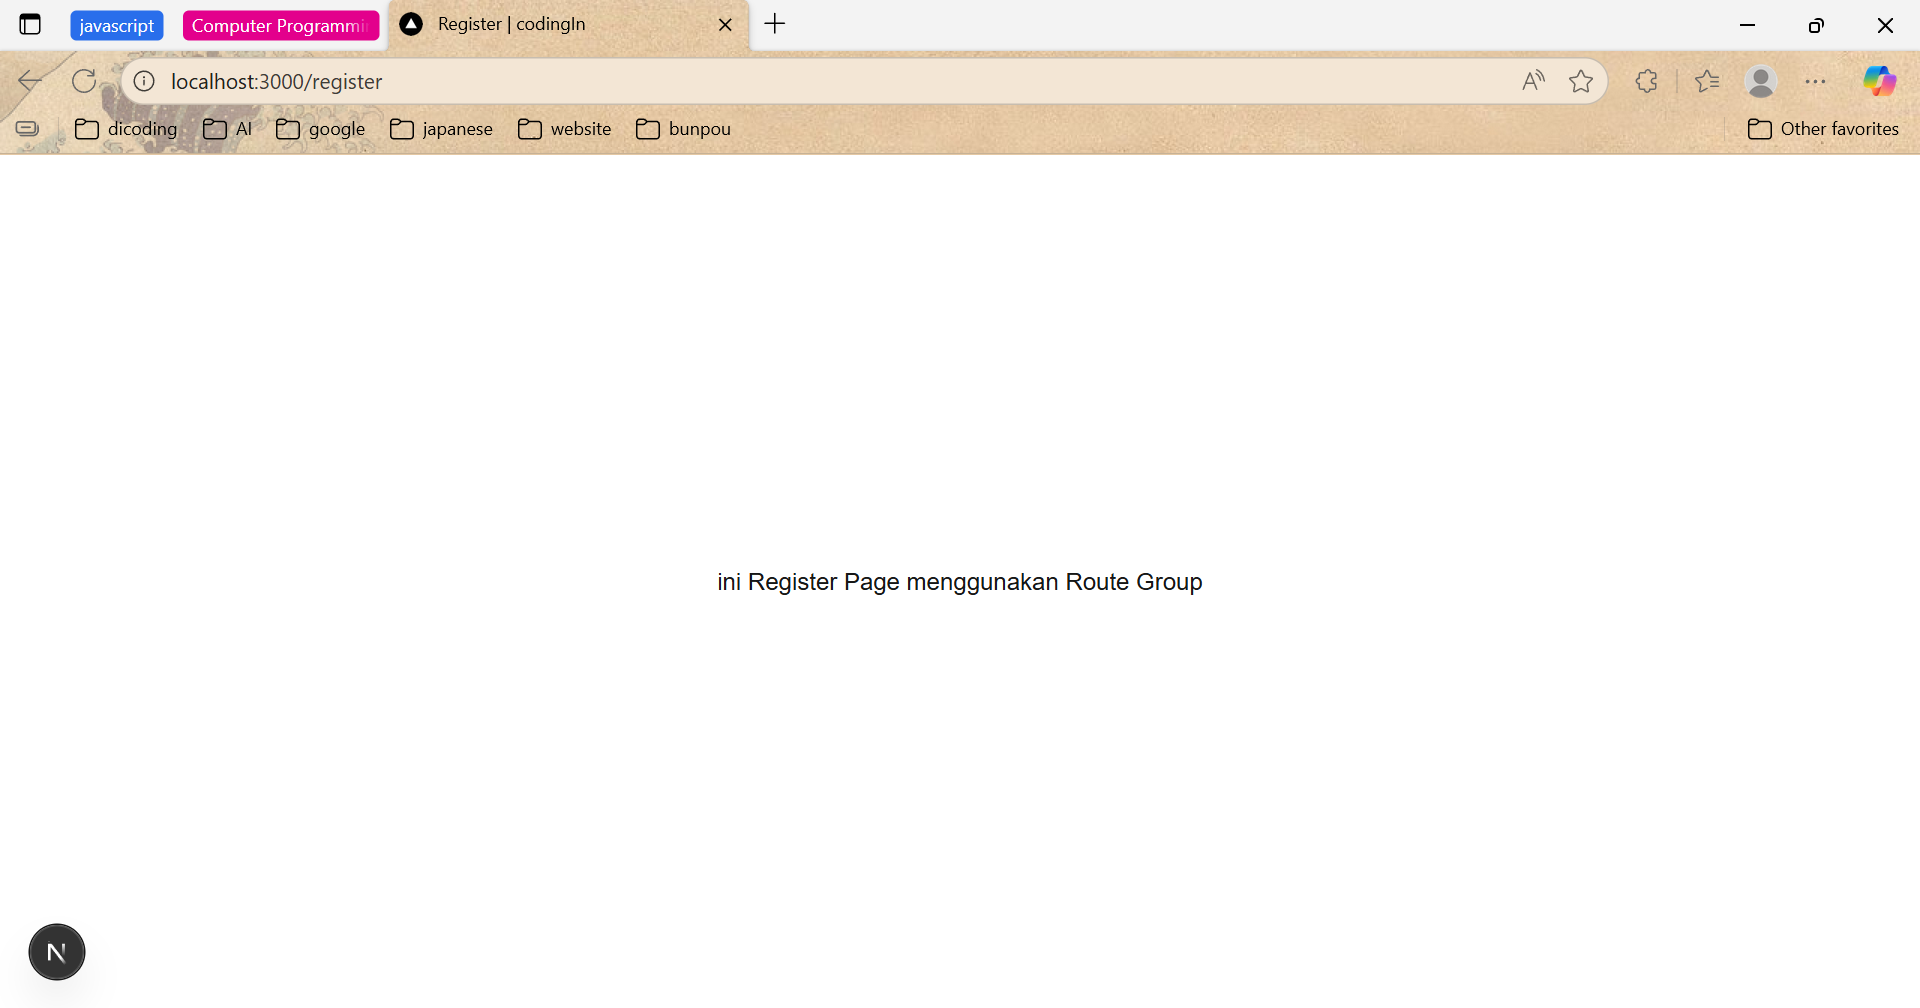 javascript
Computer Programmi
Register | codingIn
localhost:3000/register
dicoding
AI
google
japanese
website
bunpou
Other favorites
ini Register Page menggunakan Route Group
N